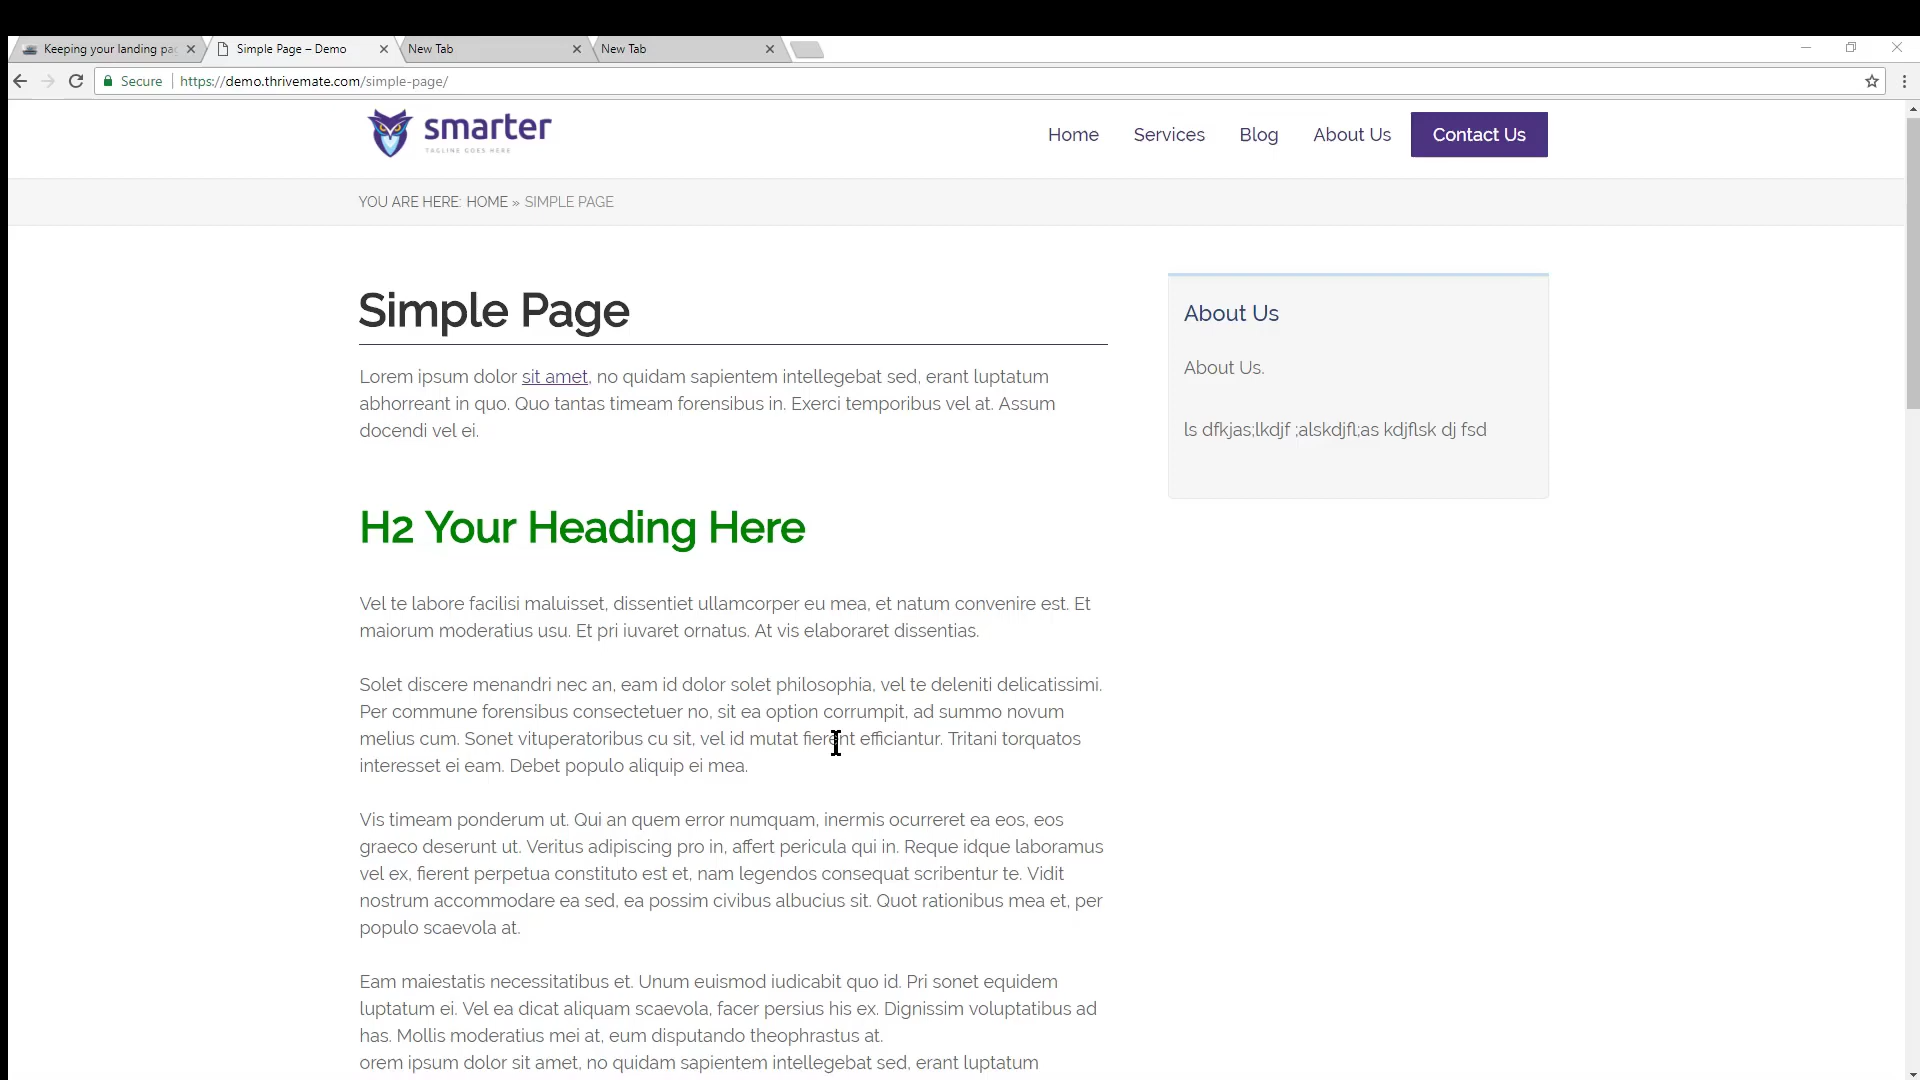 Keeping your landing pa
Simple Page – Demo
New Tab
New Tab
Secure
https://demo.thrivemate.com/simple-page/
smarter
TAGLINE GOES HERE
Home
Services
Blog
About Us
Contact Us
YOU ARE HERE: HOME » SIMPLE PAGE
Simple Page
Lorem ipsum dolor sit amet, no quidam sapientem intellegebat sed, erant luptatum
abhorreant in quo. Quo tantas timeam forensibus in. Exerci temporibus vel at. Assum
docendi vel ei.
About Us
About Us.
ls dfkjas;lkdjf ;alskdjfl;as kdjflsk dj fsd
H2 Your Heading Here
Vel te labore facilisi maluisset, dissentiet ullamcorper eu mea, et natum convenire est. Et
maiorum moderatius usu. Et pri iuvaret ornatus. At vis elaboraret dissentias.
Solet discere menandri nec an, eam id dolor solet philosophia, vel te deleniti delicatissimi.
Per commune forensibus consectetuer no, sit ea option corrumpit, ad summo novum
melius cum. Sonet vituperatoribus cu sit, vel id mutat fierent efficiantur. Tritani torquatos
interesset ei eam. Debet populo aliquip ei mea.
Vis timeam ponderum ut. Qui an quem error numquam, inermis ocurreret ea eos, eos
graeco deserunt ut. Veritus adipiscing pro in, affert pericula qui in. Reque idque laboramus
vel ex, fierent perpetua constituto est et, nam legendos consequat scribentur te. Vidit
nostrum accommodare ea sed, ea possim civibus albucius sit. Quot rationibus mea et, per
populo scaevola at.
Eam maiestatis necessitatibus et. Unum euismod iudicabit quo id. Pri sonet equidem
luptatum ei. Vel ea dicat aliquam scaevola, facer persius his ex. Dignissim voluptatibus ad
has. Mollis moderatius mei at, eum disputando theophrastus at.
orem ipsum dolor sit amet, no quidam sapientem intellegebat sed, erant luptatum